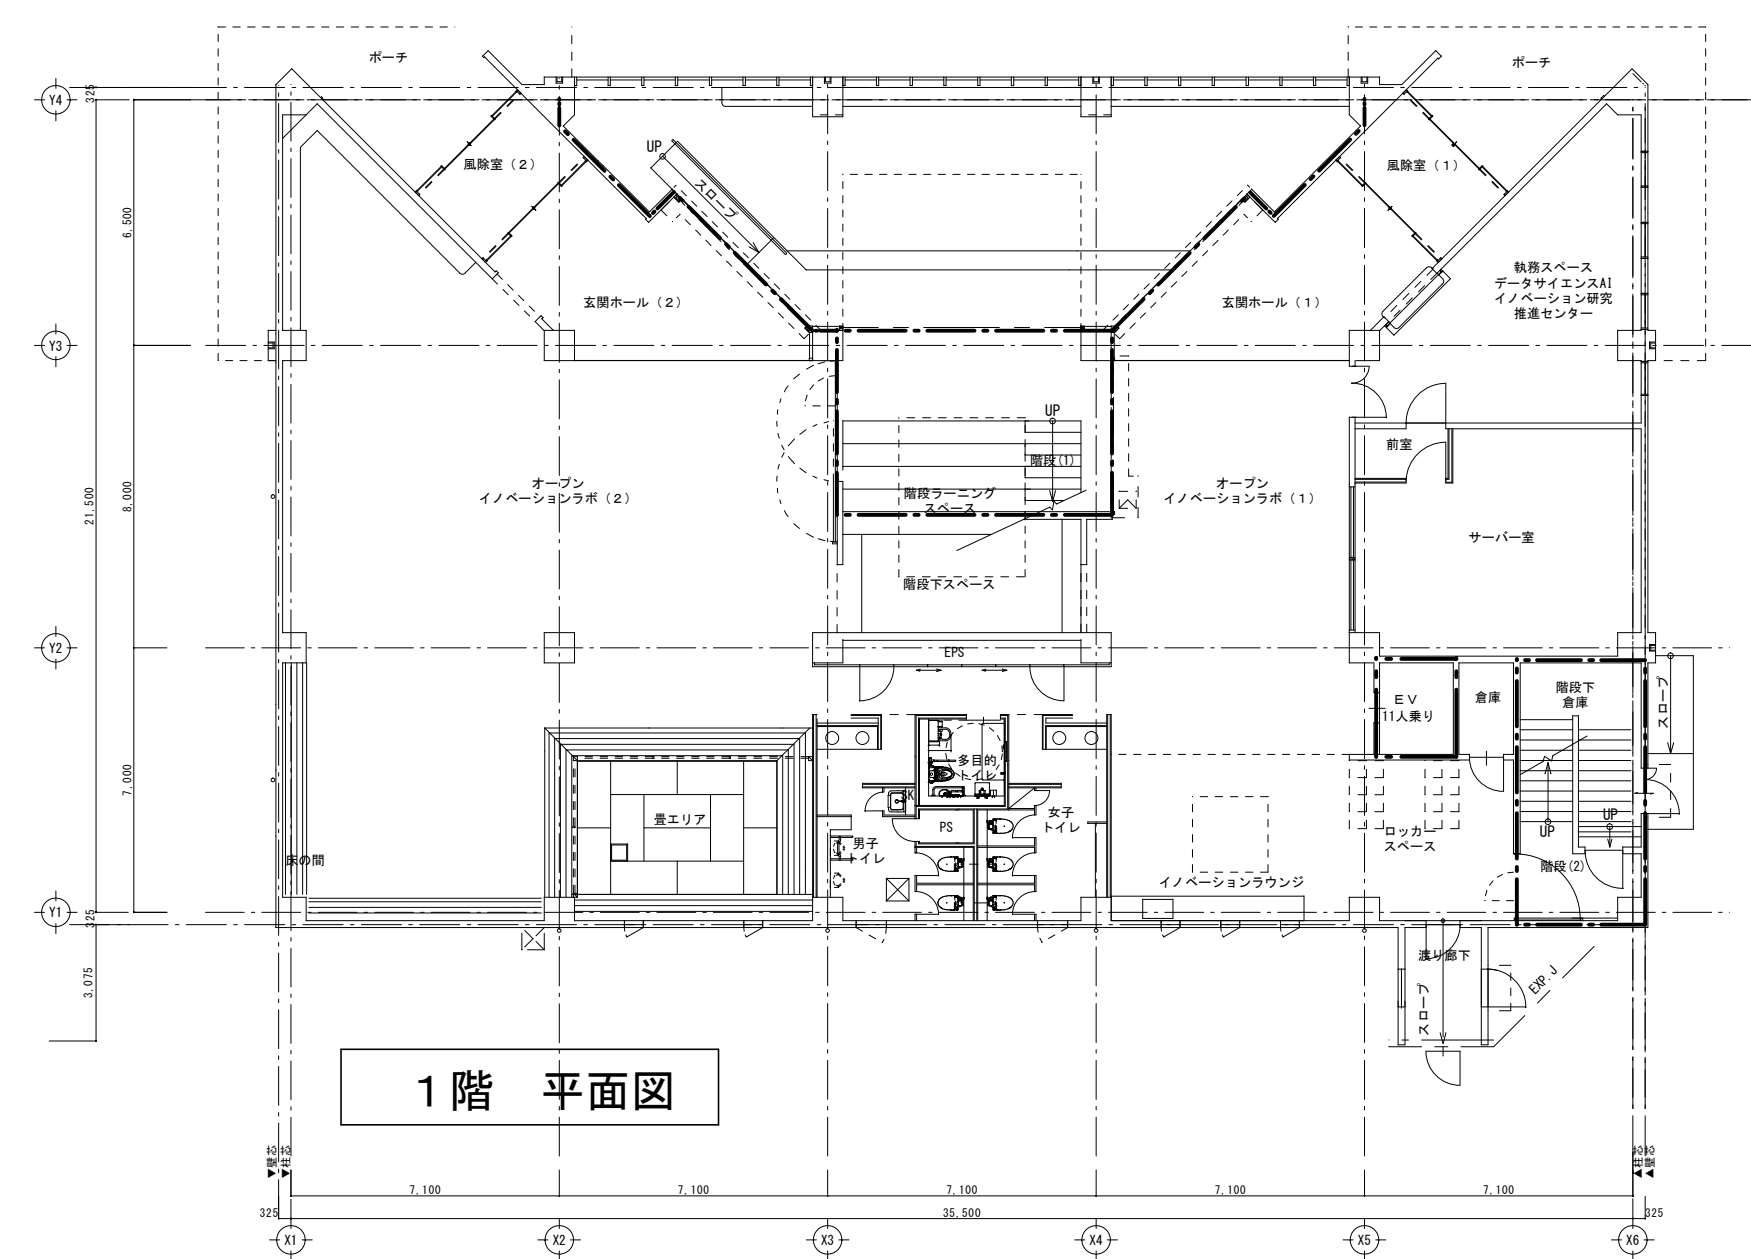 ポーチ
ポーチ
Y4
325
UP
風除室(2)
風除室(1)
スロープ
6,500
執務スペース
データサイエンスAI
イノベーション研究
推進センター
玄関ホール(2)
玄関ホール(1)
Y3
UP
前室
階段(1)
オープン
イノベーションラボ(2)
階段ラーニング
スペース
オープン
イノベーションラボ(1)
21,500
8,000
サーバー室
階段下スペース
Y2
EPS
EV
11人乗り
倉庫
階段下
倉庫
スロープ
多目的
トイレ
7,000
SK
畳エリア
PS
女子
トイレ
男子
トイレ
ロッカー
スペース
UP
UP
床の間
イノベーションラウンジ
階段(2)
Y1
325
渡り廊下
3,075
スロープ
EXP.J
1階 平面図
▼壁芯
▼柱芯
▲柱芯
▲壁芯
7,100
7,100
7,100
7,100
7,100
325
35,500
325
X1
X2
X3
X4
X5
X6